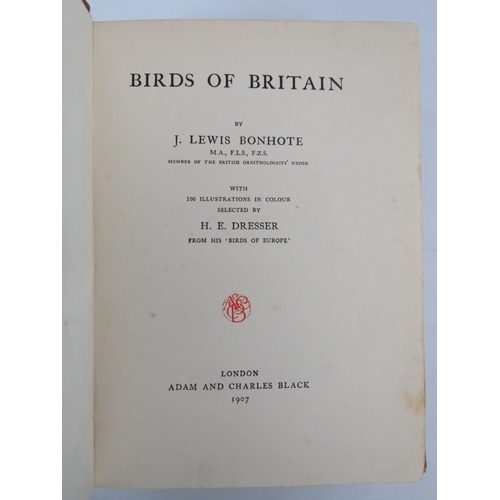 BIRDS OF BRITAIN
BY
J. LEWIS BONHOTE
M.A., F.L.S., F.Z.S.
MEMBER OF THE BRITISH ORNITHOLOGISTS' UNION
WITH
100 ILLUSTRATIONS IN COLOUR
SELECTED BY
H. E. DRESSER
FROM HIS 'BIRDS OF EUROPE'
LONDON
ADAM AND CHARLES BLACK
1907